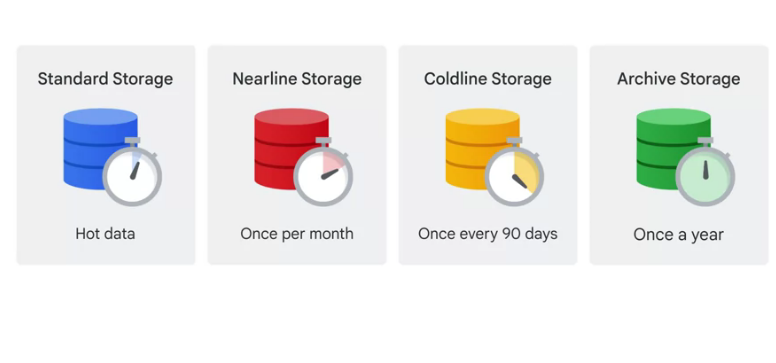 Standard Storage
Nearline Storage
Coldline Storage
Archive Storage
Hot data
Once per month
Once every 90 days
Once a year